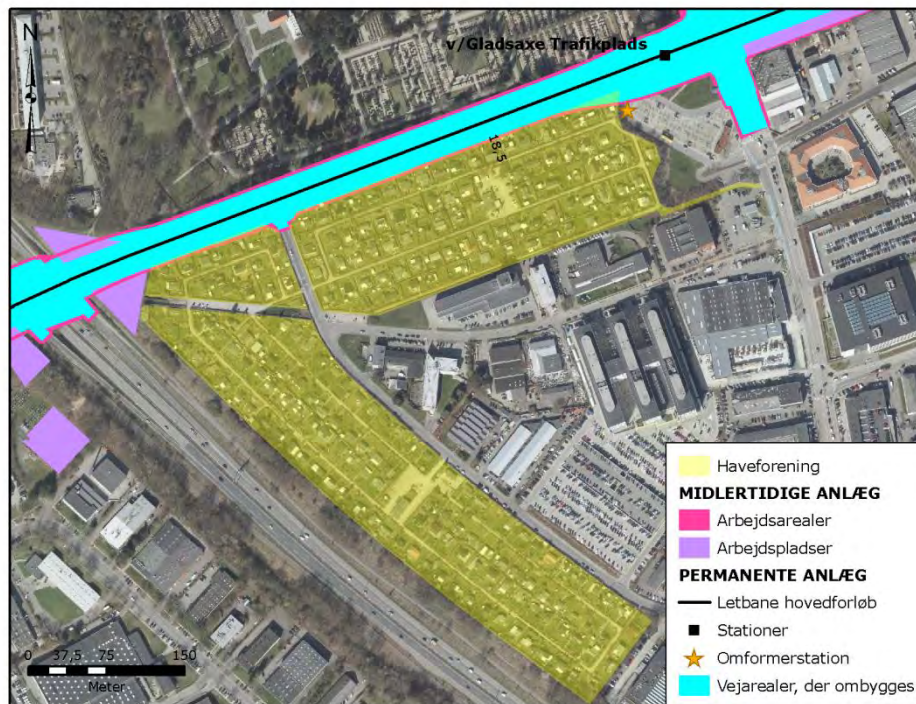 N
v/Gladsaxe Trafikplads
18,5
Haveforening
MIDLERTIDIGE ANLÆG
Arbejdsarealer
Arbejdspladser
PERMANENTE ANLÆG
Letbane hovedforløb
Stationer
Omformerstation
Vejarealer, der ombygges
0 37,5 75 150
Meter